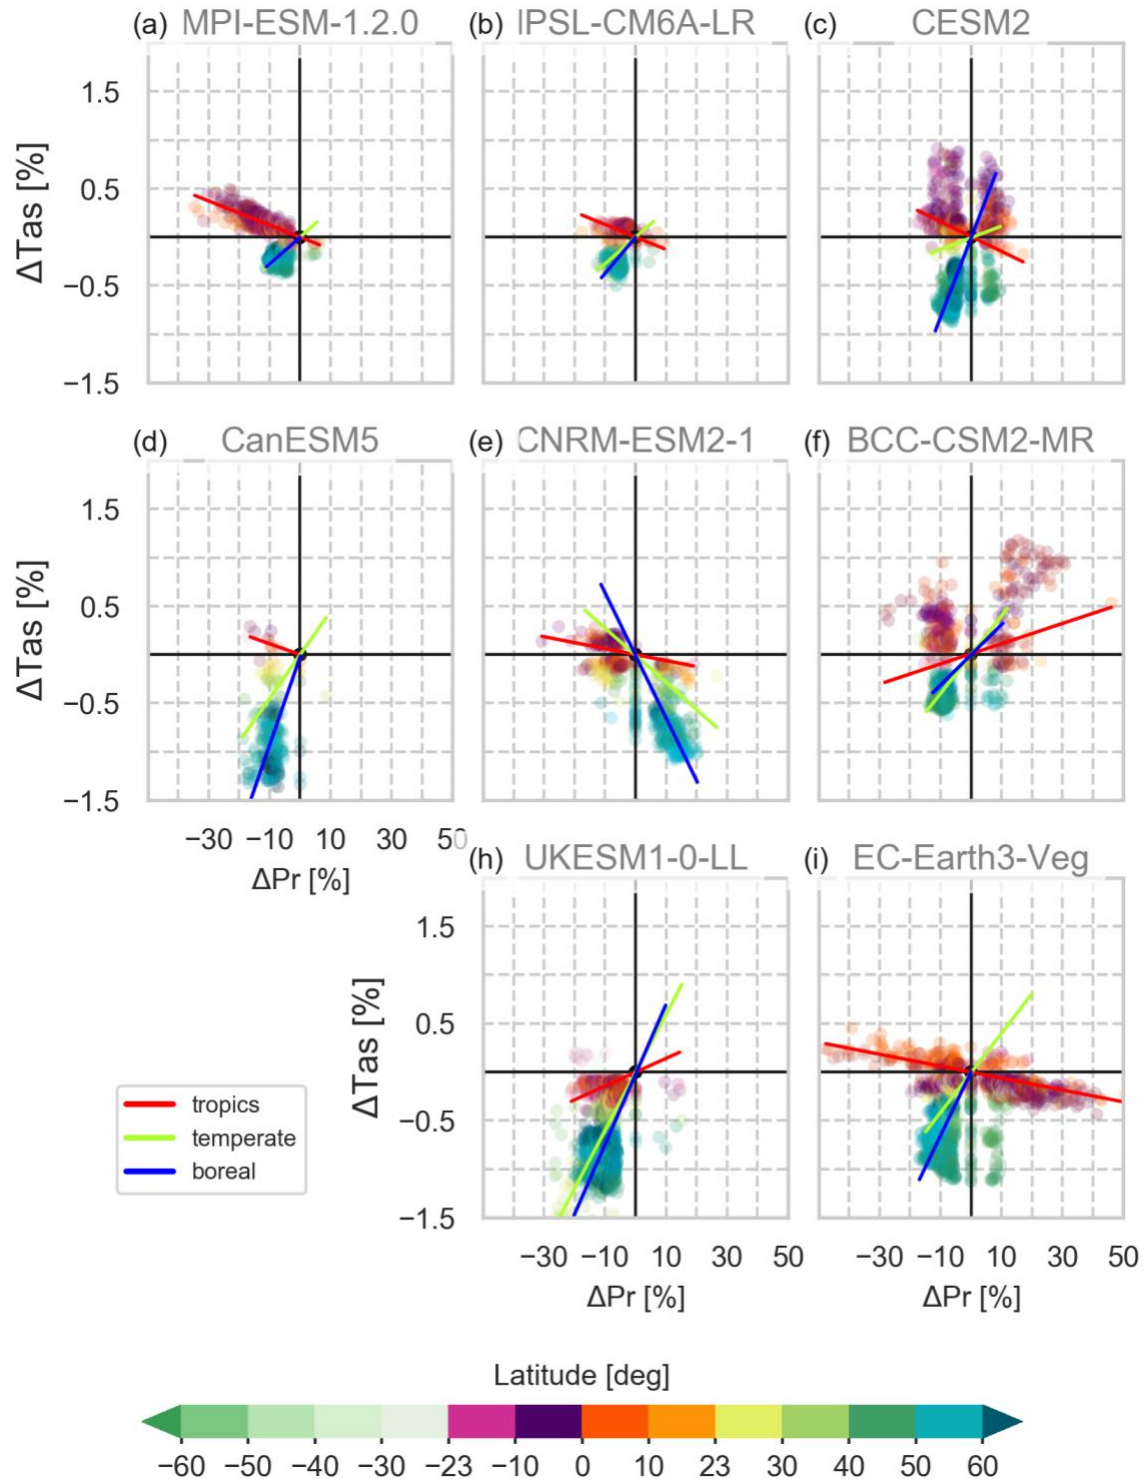 (a) MPI-ESM-1.2.0 (b) IPSL-CM6A-LR (c) CESM2
1.5
0.5
−0.5
−1.5
ΔTas [%]
(d) CanESM5 (e) CNRM-ESM2-1 (f) BCC-CSM2-MR
1.5
0.5
−0.5
−1.5
ΔTas [%]
−30 −10 10 30 50
ΔPr [%]
(h) UKESM1-0-LL (i) EC-Earth3-Veg
1.5
0.5
−0.5
−1.5
ΔTas [%]
tropics
temperate
boreal
−30 −10 10 30 50 −30 −10 10 30 50
ΔPr [%] ΔPr [%]
Latitude [deg]
−60 −50 −40 −30 −23 −10 0 10 23 30 40 50 60